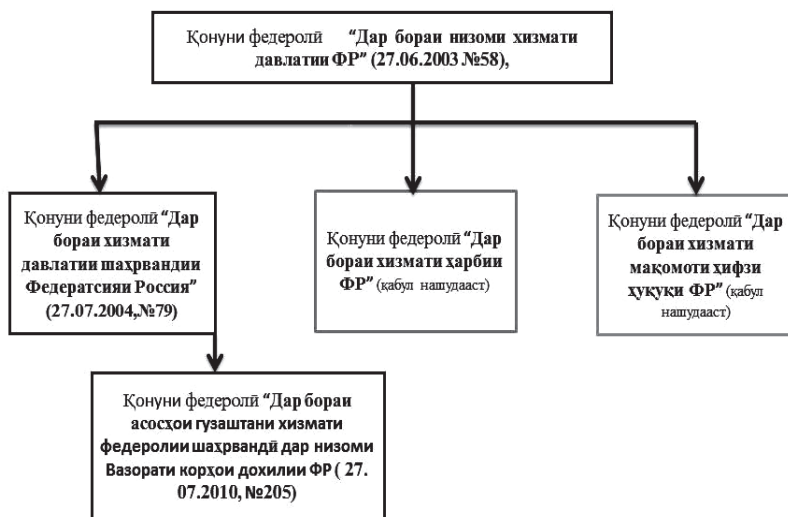 Қонуни федеролӣ “Дар бораи низоми хизмати
давлатии ФР” (27.06.2003 №58),
Қонуни федеролӣ “Дар
бораи хизмати
давлатии шаҳрвандии
Федератсияи Россия”
(27.07.2004,№79)
Қонуни федеролӣ “Дар
бораи хизмати ҳарбии
ФР” (қабул нашудааст)
Қонуни федеролӣ “Дар
бораи хизмати
мақомоти ҳифзи
ҳуқуқи ФР” (қабул
нашудааст)
Қонуни федеролӣ “Дар бораи
асосҳои гузаштани хизмати
федеролии шаҳрвандӣ дар низоми
Вазорати корҳои дохилии ФР ( 27.
07.2010, №205)